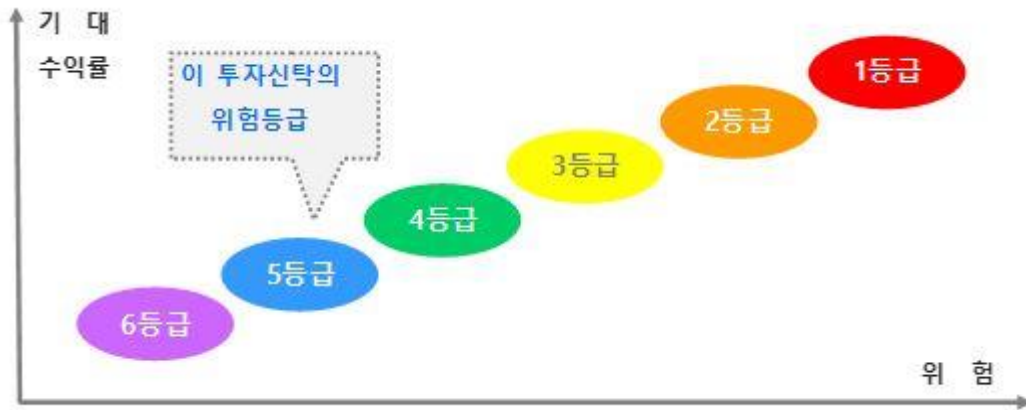 기 대
수익률
이 투자신탁의
위험등급
1등급
2등급
3등급
4등급
5등급
6등급
위 험